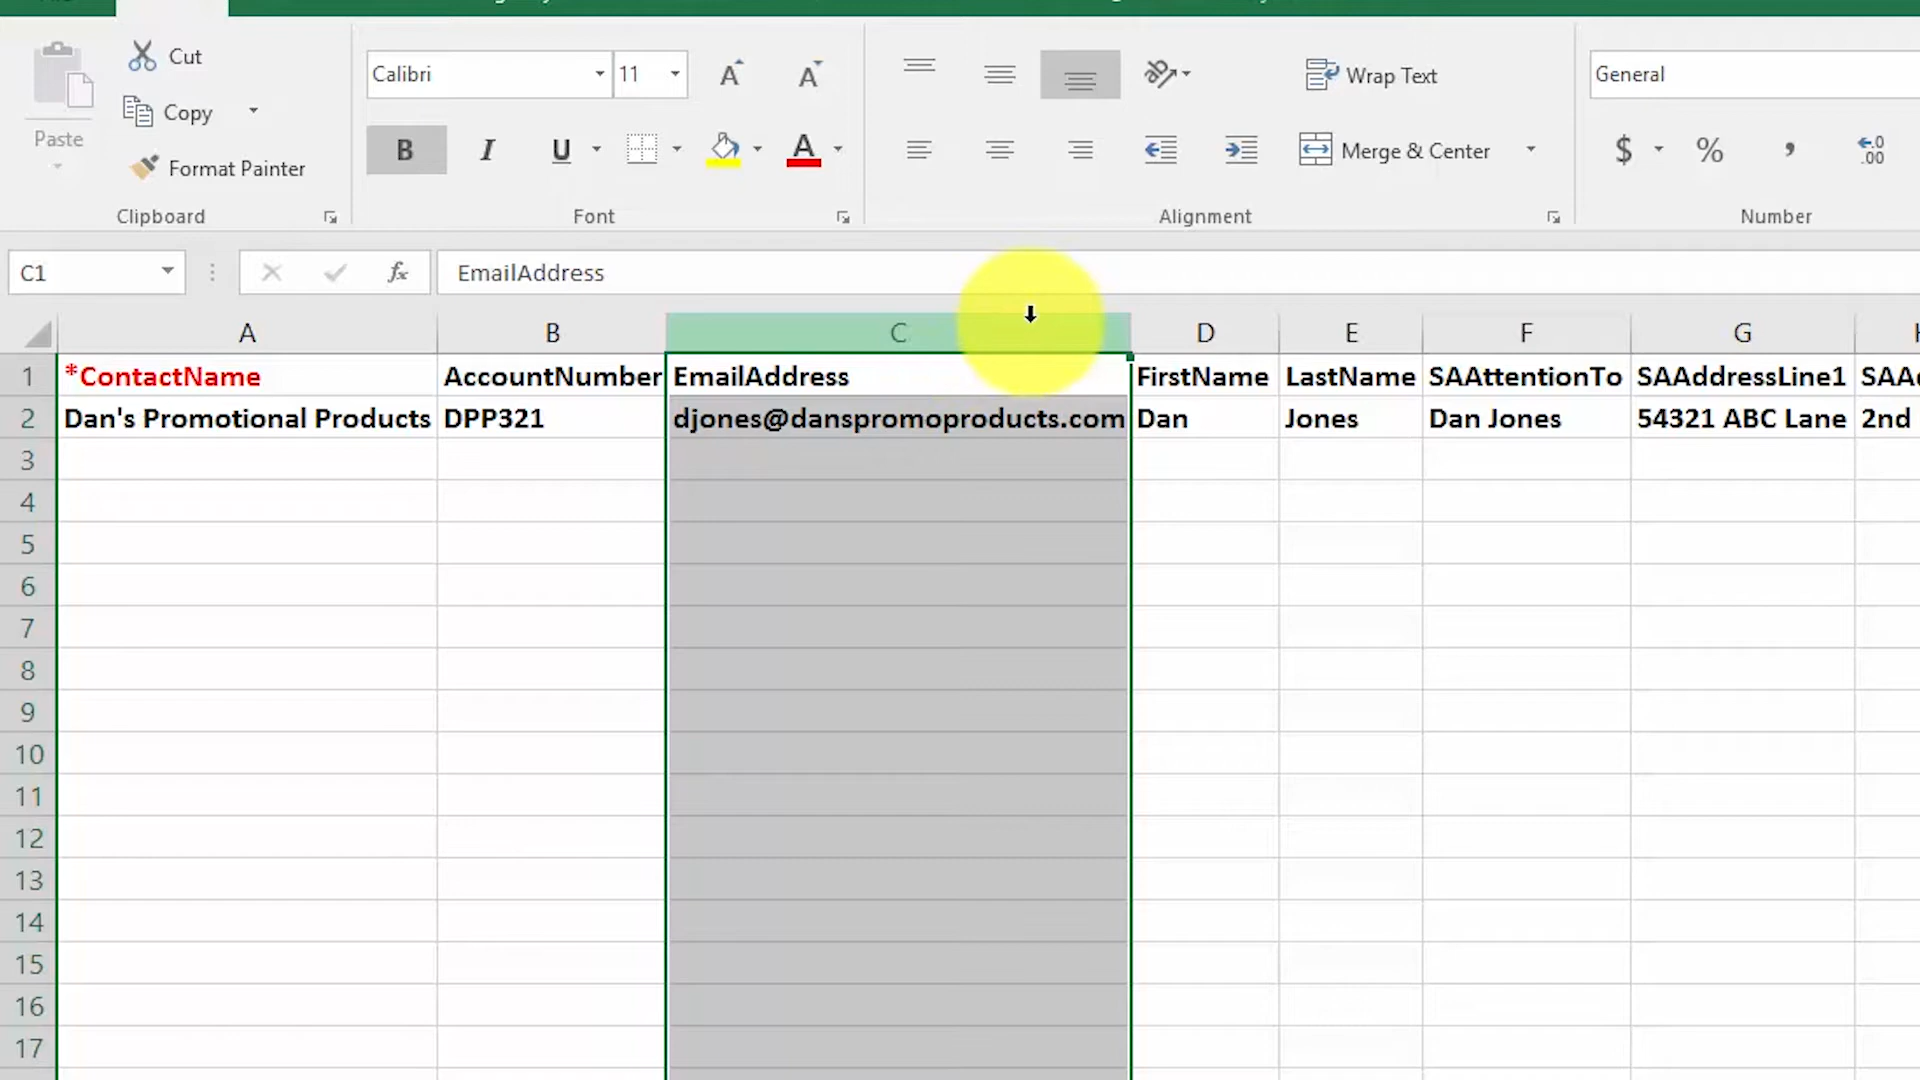 Cut
Calibri
11
Wrap Text
General
Copy
Paste
B I U A
Merge & Center
$ % ,
Format Painter
Clipboard
Font
Alignment
Number
C1
fx
EmailAddress
A B C D E F G
1 *ContactName AccountNumber EmailAddress FirstName LastName SAAttentionTo SAAddressLine1
2 Dan's Promotional Products DPP321 djones@danspromoproducts.com Dan Jones Dan Jones 54321 ABC Lane 2nd
3
4
5
6
7
8
9
10
11
12
13
14
15
16
17